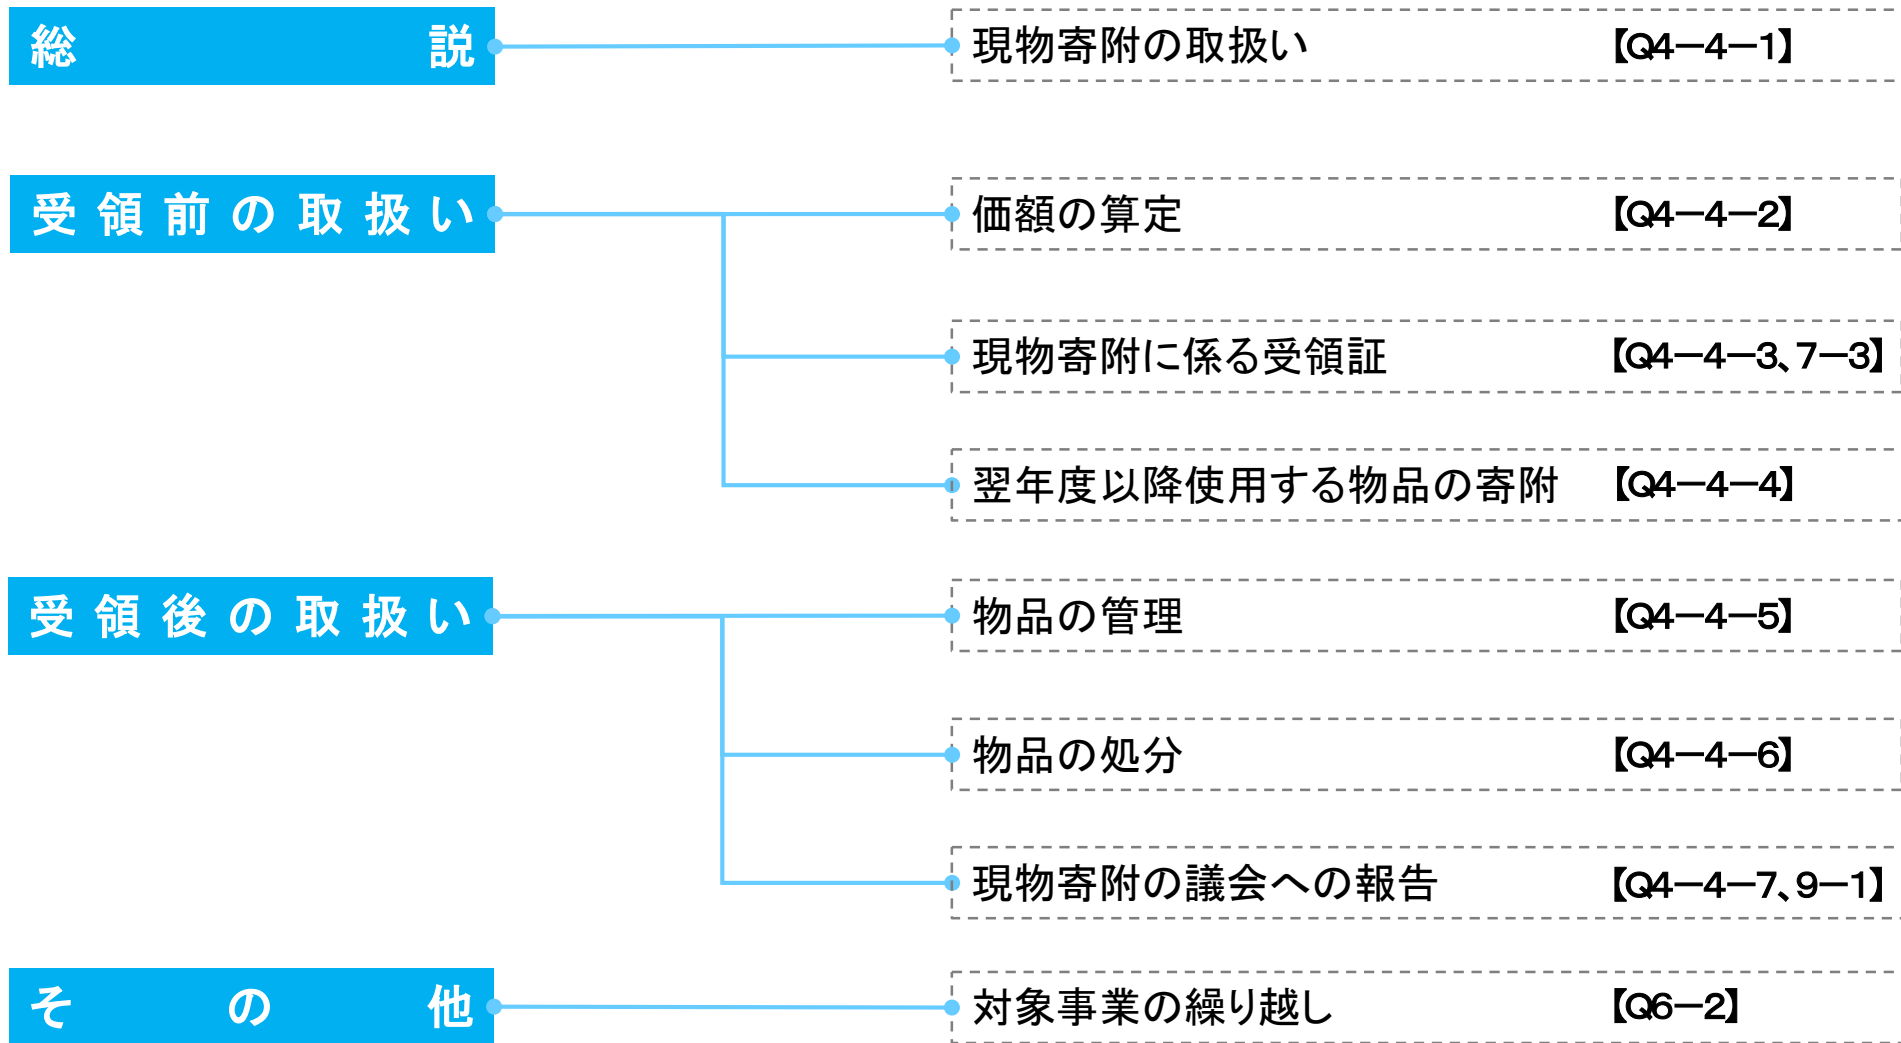 総説
現物寄附の取扱い 【Q4－4－1】
受領前の取扱い
価額の算定 【Q4－4－2】
現物寄附に係る受領証 【Q4－4－3、7－3】
翌年度以降使用する物品の寄附 【Q4－4－4】
受領後の取扱い
物品の管理 【Q4－4－5】
物品の処分 【Q4－4－6】
現物寄附の議会への報告 【Q4－4－7、9－1】
その他
対象事業の繰り越し 【Q6－2】